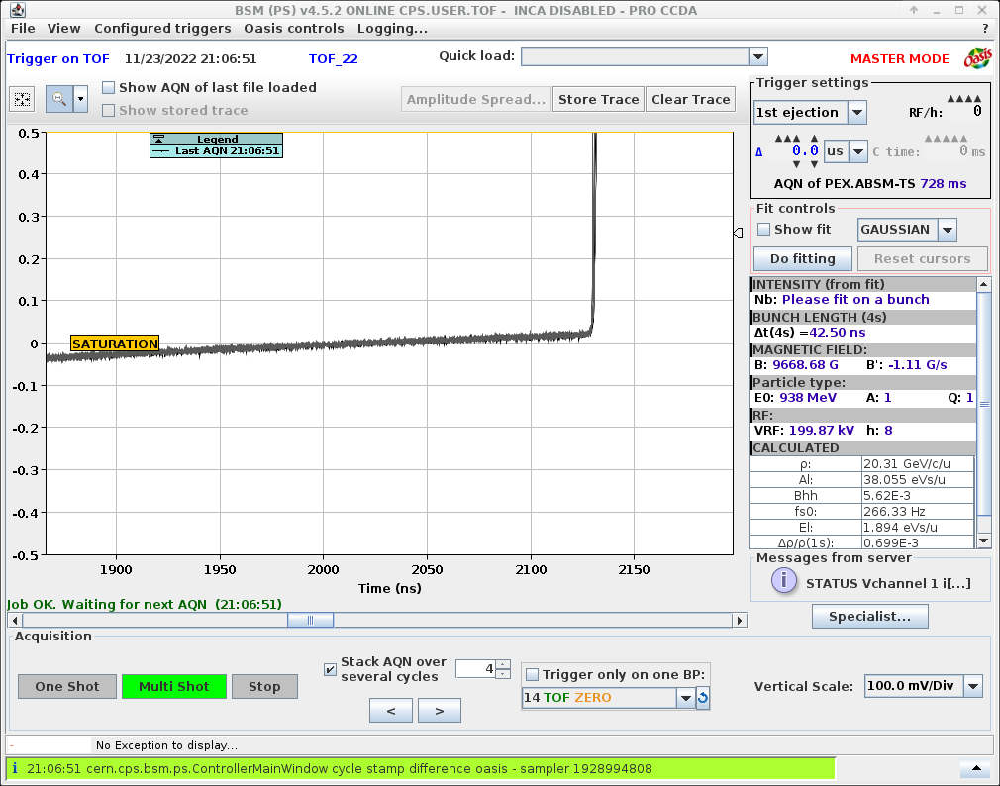 BSM (PS) v4.5.2 ONLINE CPS.USER.TOF - INCA DISABLED - PRO CCDA
File View Configured triggers Oasis controls Logging... ?
Trigger on TOF 11/23/2022 21:06:51 TOF_22 Quick load: MASTER MODE Oasis
Show AQN of last file loaded
Show stored trace
Amplitude Spread... Store Trace Clear Trace
Legend
Last AQN 21:06:51
0.5
0.4
0.3
0.2
0.1
0
-0.1
-0.2
-0.3
-0.4
-0.5
SATURATION
1900 1950 2000 2050 2100 2150
Time (ns)
Job OK. Waiting for next AQN (21:06:51)
Trigger settings
1st ejection RF/h: 0
Δ 0.0 us C time: 0 ms
AQN of PEX.ABSM-TS 728 ms
Fit controls
Show fit GAUSSIAN
Do fitting Reset cursors
INTENSITY (from fit)
Nb: Please fit on a bunch
BUNCH LENGTH (4s)
Δt(4s) =42.50 ns
MAGNETIC FIELD:
B: 9668.68 G B': -1.11 G/s
Particle type:
E0: 938 MeV A: 1 Q: 1
RF:
VRF: 199.87 kV h: 8
CALCULATED
ρ: 20.31 GeV/c/u
Al: 38.055 eVs/u
Bhh 5.62E-3
fs0: 266.33 Hz
El: 1.894 eVs/u
Δρ/ρ(1s): 0.699E-3
Messages from server
i STATUS Vchannel 1 i[...]
Specialist...
Acquisition
One Shot Multi Shot Stop
Stack AQN over
several cycles
4
< >
Trigger only on one BP:
14 TOF ZERO
Vertical Scale: 100.0 mV/Div
- No Exception to display...
i 21:06:51 cern.cps.bsm.ps.ControllerMainWindow cycle stamp difference oasis - sampler 1928994808